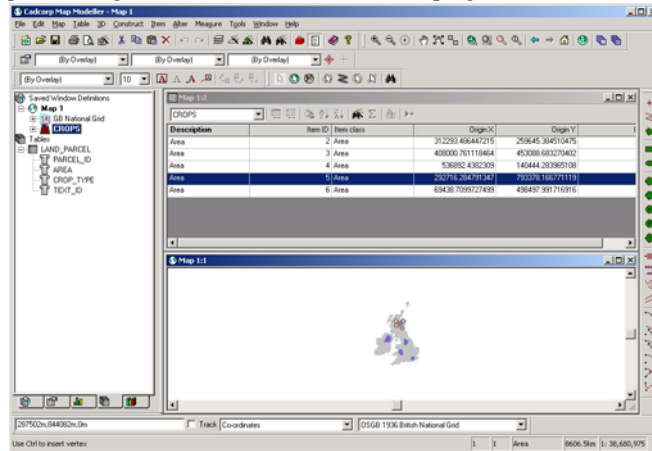 Cadcorp Map Modeller - Map 1
File Edit Map Table 3D Construct Item Alter Measure Tools Window Help
(By Overlay) (By Overlay) (By Overlay)
(By Overlay) 10
Saved Window Definitions
Map 1
GB National Grid
CROPS
Tables
LAND_PARCEL
PARCEL_ID
AREA
CROP_TYPE
TEXT_ID
Map 1:2
CROPS
Description Item ID Item class Origin X Origin Y
Area 2 Area 312293.486447215 259645.384510475
Area 3 Area 408000.761118464 453088.683270402
Area 4 Area 536892.4382309 140444.283965108
Area 5 Area 292716.284791347 793378.166771119
Area 6 Area 69438.7099727499 498497.991716916
Map 1:1
287502m,844082m,0m Track Co-ordinates OSGB 1936.British National Grid
Use Ctrl to insert vertex 1 1 Area 8606.5km 1: 38,680,975